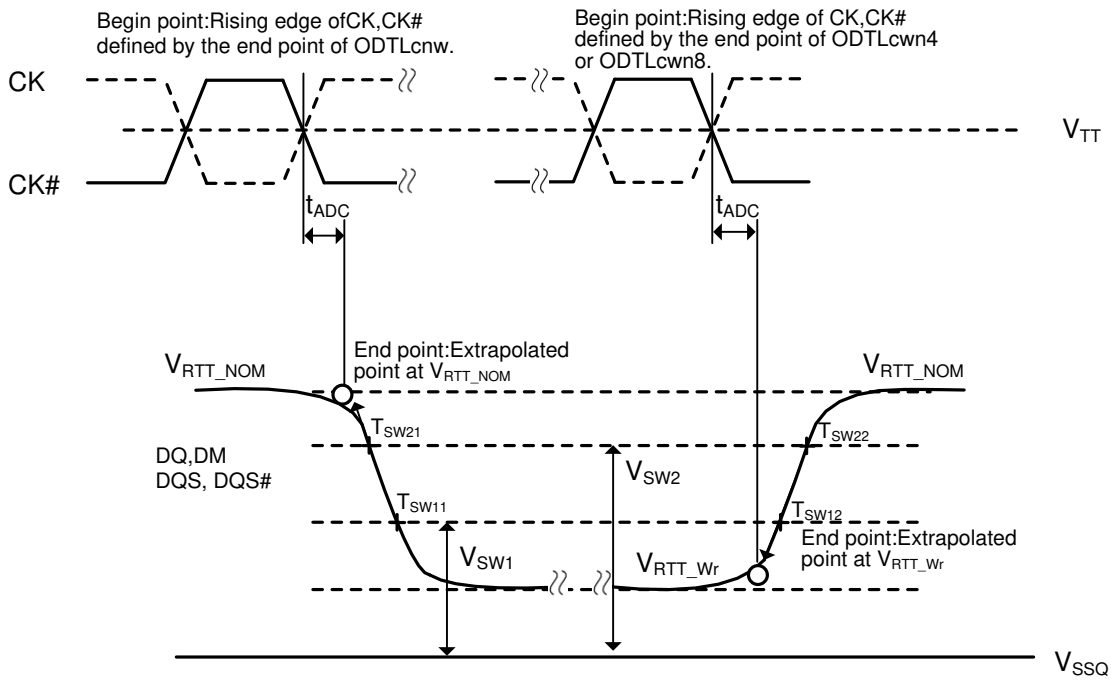 Begin point:Rising edge ofCK,CK#
defined by the end point of ODTLcnw.
Begin point:Rising edge of CK,CK#
defined by the end point of ODTLcwn4
or ODTLcwn8.
CK
VTT
CK#
tADC
tADC
VRTT_NOM
End point:Extrapolated
point at VRTT_NOM
VRTT_NOM
TSW21
TSW22
DQ,DM
DQS, DQS#
VSW2
TSW11
TSW12
VSW1
VRTT_Wr
End point:Extrapolated
point at VRTT_Wr
VSSQ